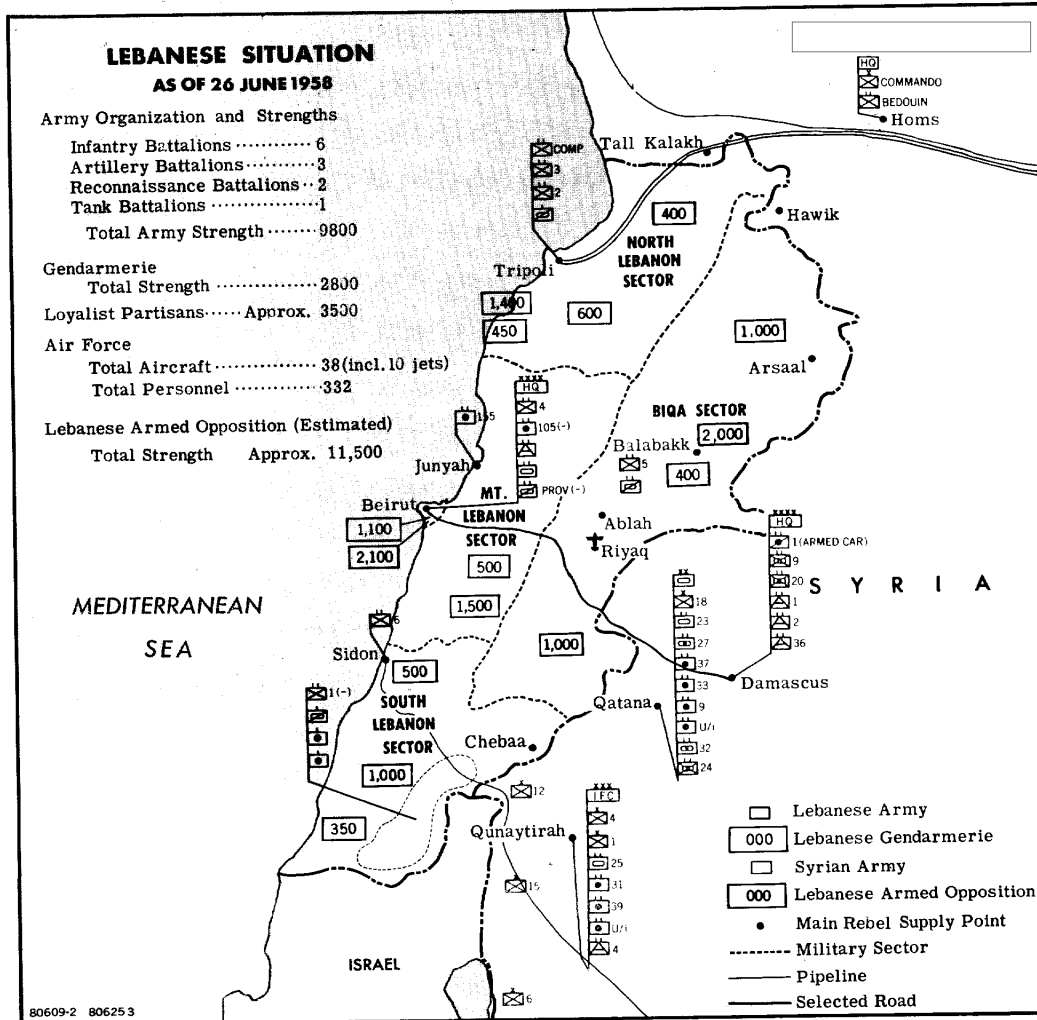 LEBANESE SITUATION
AS OF 26 JUNE 1958
Army Organization and Strengths
Infantry Battalions ············ 6
Artillery Battalions ··········· 3
Reconnaissance Battalions ·· 2
Tank Battalions ··············· 1
Total Army Strength ······· 9800
Gendarmerie
Total Strength ·············· 2800
Loyalist Partisans ······ Approx. 3500
Air Force
Total Aircraft ··············· 38 (incl. 10 jets)
Total Personnel ·············· 332
Lebanese Armed Opposition (Estimated)
Total Strength Approx. 11,500
HQ
COMMANDO
BEDOUIN
Homs
Tall Kalakh
COMP
3
2
Hawik
400
NORTH
LEBANON
SECTOR
Tripoli
1,400
450
600
1.000
Arsaal
HQ
4
105(-)
PROV(-)
BIQA SECTOR
2,000
Balabakk
5
400
Junyah
Beirut
MT.
LEBANON
SECTOR
1,100
2,100
500
1,500
Ablah
Riyaq
HQ
1(ARMED CAR)
9
20
1
2
36
SYRIA
MEDITERRANEAN
SEA
6
Sidon
500
1,000
18
23
27
37
33
9
U/i
32
24
Damascus
Qatana
1(-)
SOUTH
LEBANON
SECTOR
Chebaa
1,000
350
12
15
6
Qunaytirah
4
1
25
31
39
U/i
4
ISRAEL
Lebanese Army
000 Lebanese Gendarmerie
Syrian Army
000 Lebanese Armed Opposition
Main Rebel Supply Point
Military Sector
Pipeline
Selected Road
80609-2 80625 3